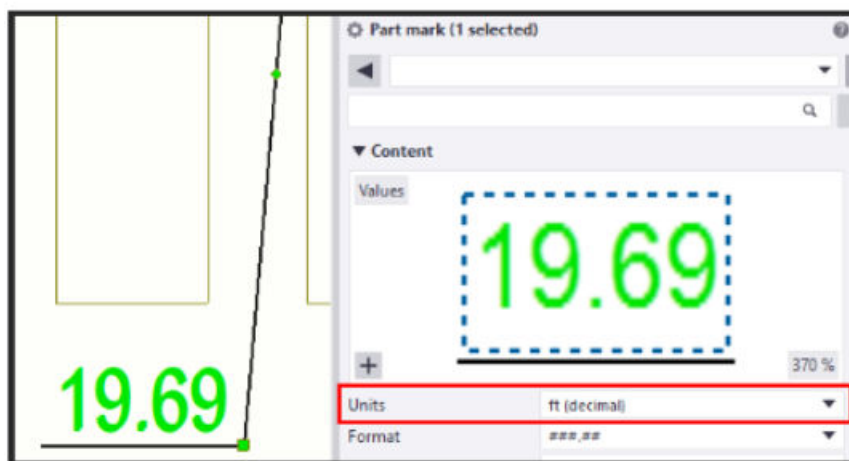 Part mark (1 selected)
Content
Values
19.69
370 %
19.69
Units ft (decimal)
Format ###.##